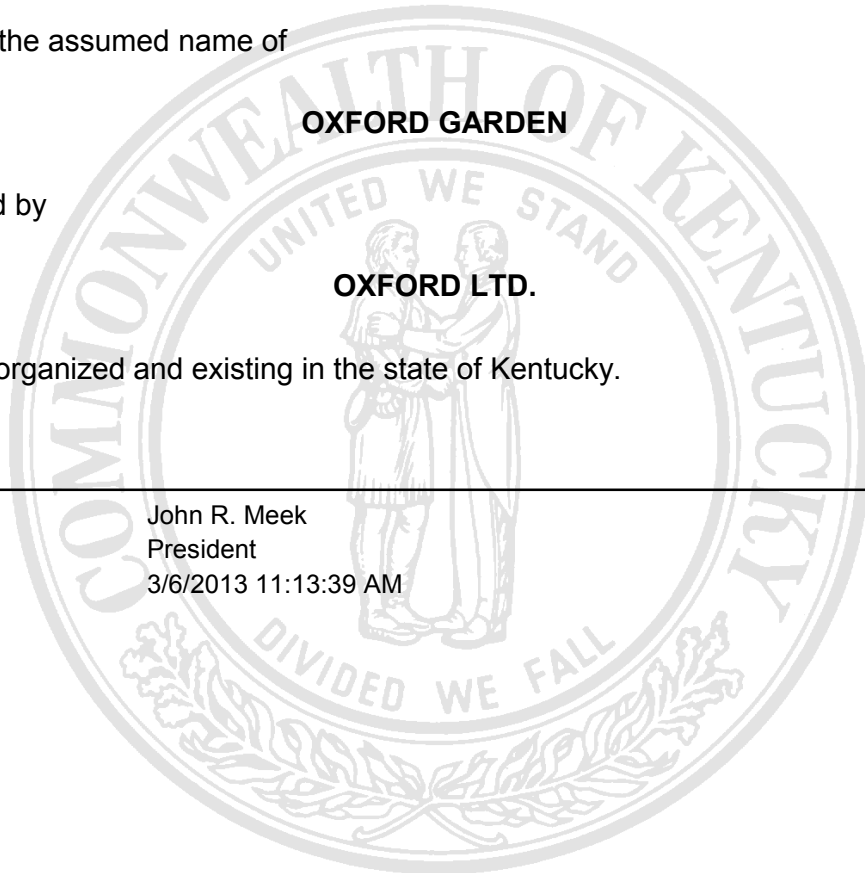 the assumed name of
OXFORD GARDEN
d by
OXFORD LTD.
organized and existing in the state of Kentucky.
John R. Meek
President
3/6/2013 11:13:39 AM
COMMONWEALTH OF KENTUCKY
UNITED WE STAND
DIVIDED WE FALL